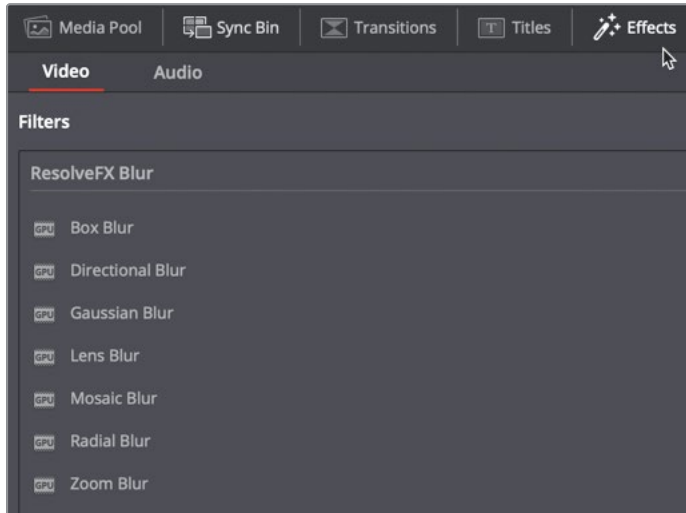 Media Pool Sync Bin Transitions T Titles Effects
Video Audio
Filters
ResolveFX Blur
GPU Box Blur
GPU Directional Blur
GPU Gaussian Blur
GPU Lens Blur
GPU Mosaic Blur
GPU Radial Blur
GPU Zoom Blur